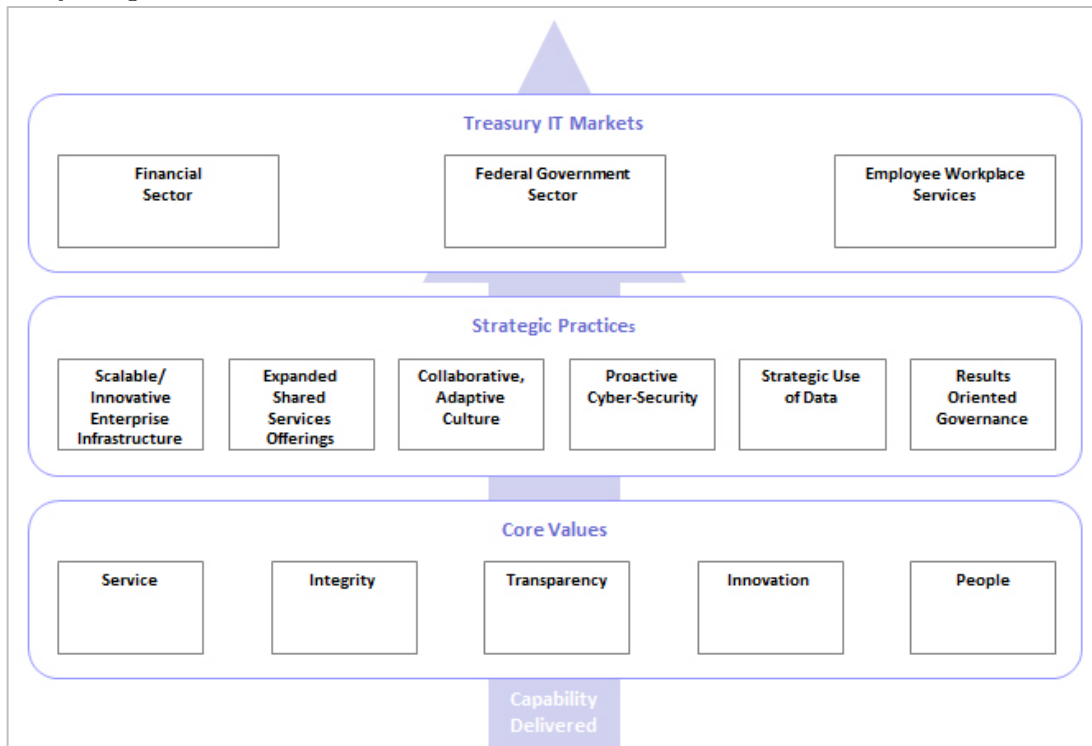 Treasury IT Markets
Financial
Sector
Federal Government
Sector
Employee Workplace
Services
Strategic Practices
Scalable/
Innovative
Enterprise
Infrastructure
Expanded
Shared
Services
Offerings
Collaborative,
Adaptive
Culture
Proactive
Cyber-Security
Strategic Use
of Data
Results
Oriented
Governance
Core Values
Service
Integrity
Transparency
Innovation
People
Capability
Delivered